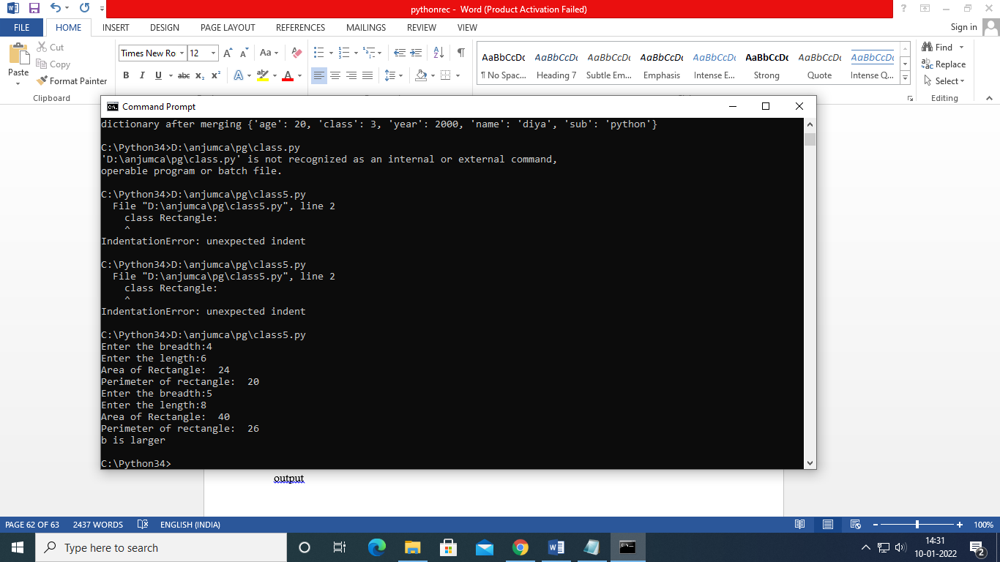 pythonrec - Word (Product Activation Failed)
FILE HOME INSERT DESIGN PAGE LAYOUT REFERENCES MAILINGS REVIEW VIEW Sign in
Cut
Copy
Format Painter
Paste
Clipboard
Times New Ro 12
AaBbCcDc AaBbCcDc AaBbCcDc AaBbCcDc AaBbCcDc AaBbCcDc AaBbCcDc AaBbCcDc
¶ No Spac... Heading 7 Subtle Em... Emphasis Intense E... Strong Quote Intense Q...
Find
Replace
Select
Editing
Command Prompt
dictionary after merging {'age': 20, 'class': 3, 'year': 2000, 'name': 'diya', 'sub': 'python'}
C:\Python34>D:\anjumca\pg\class.py
'D:\anjumca\pg\class.py' is not recognized as an internal or external command,
operable program or batch file.
C:\Python34>D:\anjumca\pg\class5.py
File "D:\anjumca\pg\class5.py", line 2
class Rectangle:
^
IndentationError: unexpected indent
C:\Python34>D:\anjumca\pg\class5.py
File "D:\anjumca\pg\class5.py", line 2
class Rectangle:
^
IndentationError: unexpected indent
C:\Python34>D:\anjumca\pg\class5.py
Enter the breadth:4
Enter the length:6
Area of Rectangle:  24
Perimeter of rectangle:  20
Enter the breadth:5
Enter the length:8
Area of Rectangle:  40
Perimeter of rectangle:  26
b is larger
C:\Python34>
output
PAGE 62 OF 63 2437 WORDS ENGLISH (INDIA) 100%
Type here to search
14:31
10-01-2022
2